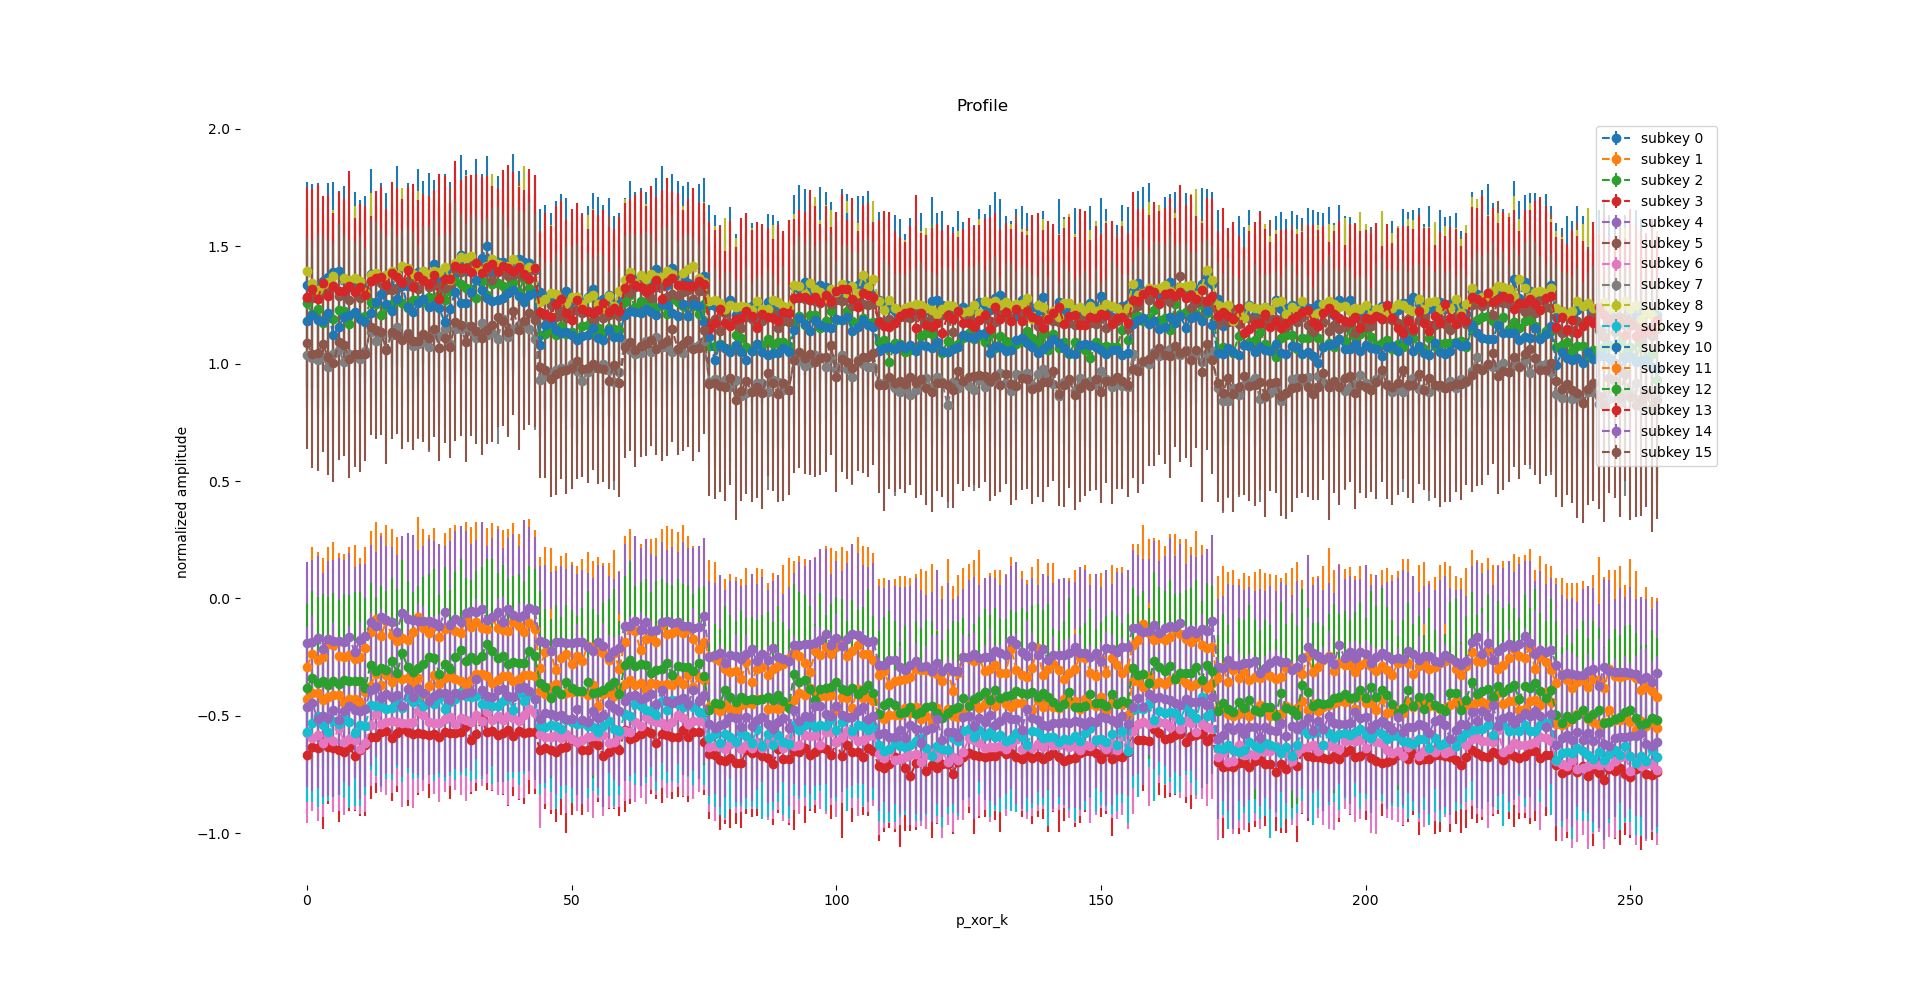 Profile
2.0
1.5
1.0
0.5
0.0
−0.5
−1.0
normalized amplitude
0
50
100
150
200
250
p_xor_k
subkey 0
subkey 1
subkey 2
subkey 3
subkey 4
subkey 5
subkey 6
subkey 7
subkey 8
subkey 9
subkey 10
subkey 11
subkey 12
subkey 13
subkey 14
subkey 15